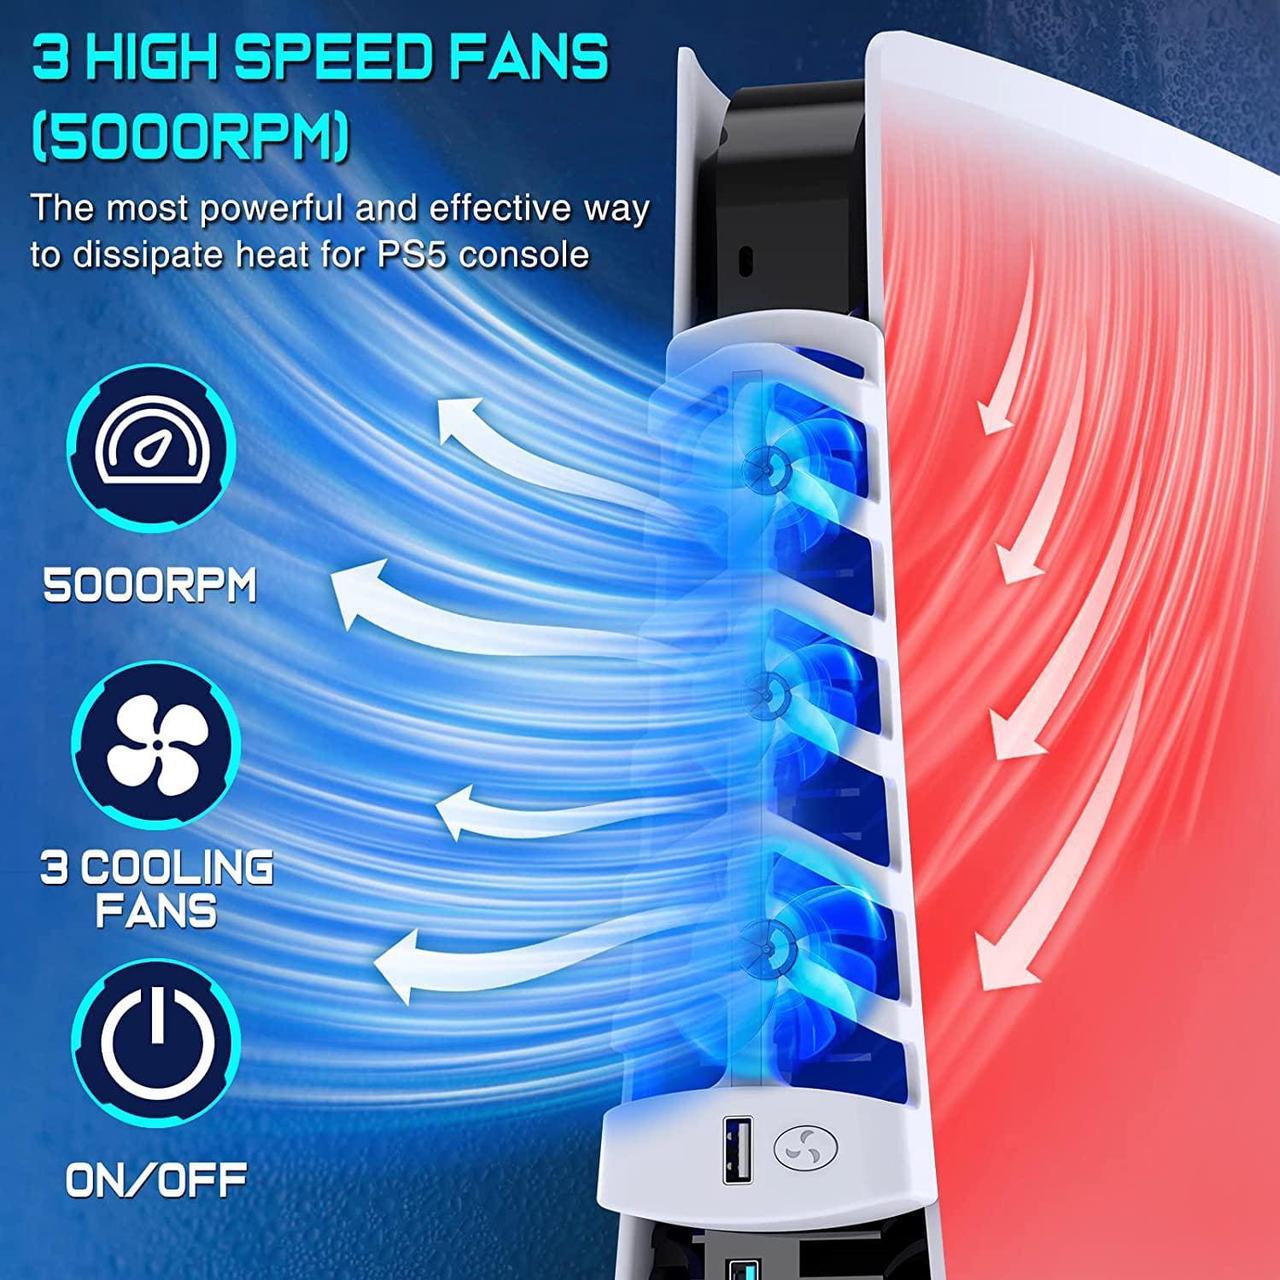 3 HIGH SPEED FANS
(5000RPM)
The most powerful and effective way
to dissipate heat for PS5 console
5000RPM
3 COOLING
FANS
ON/OFF